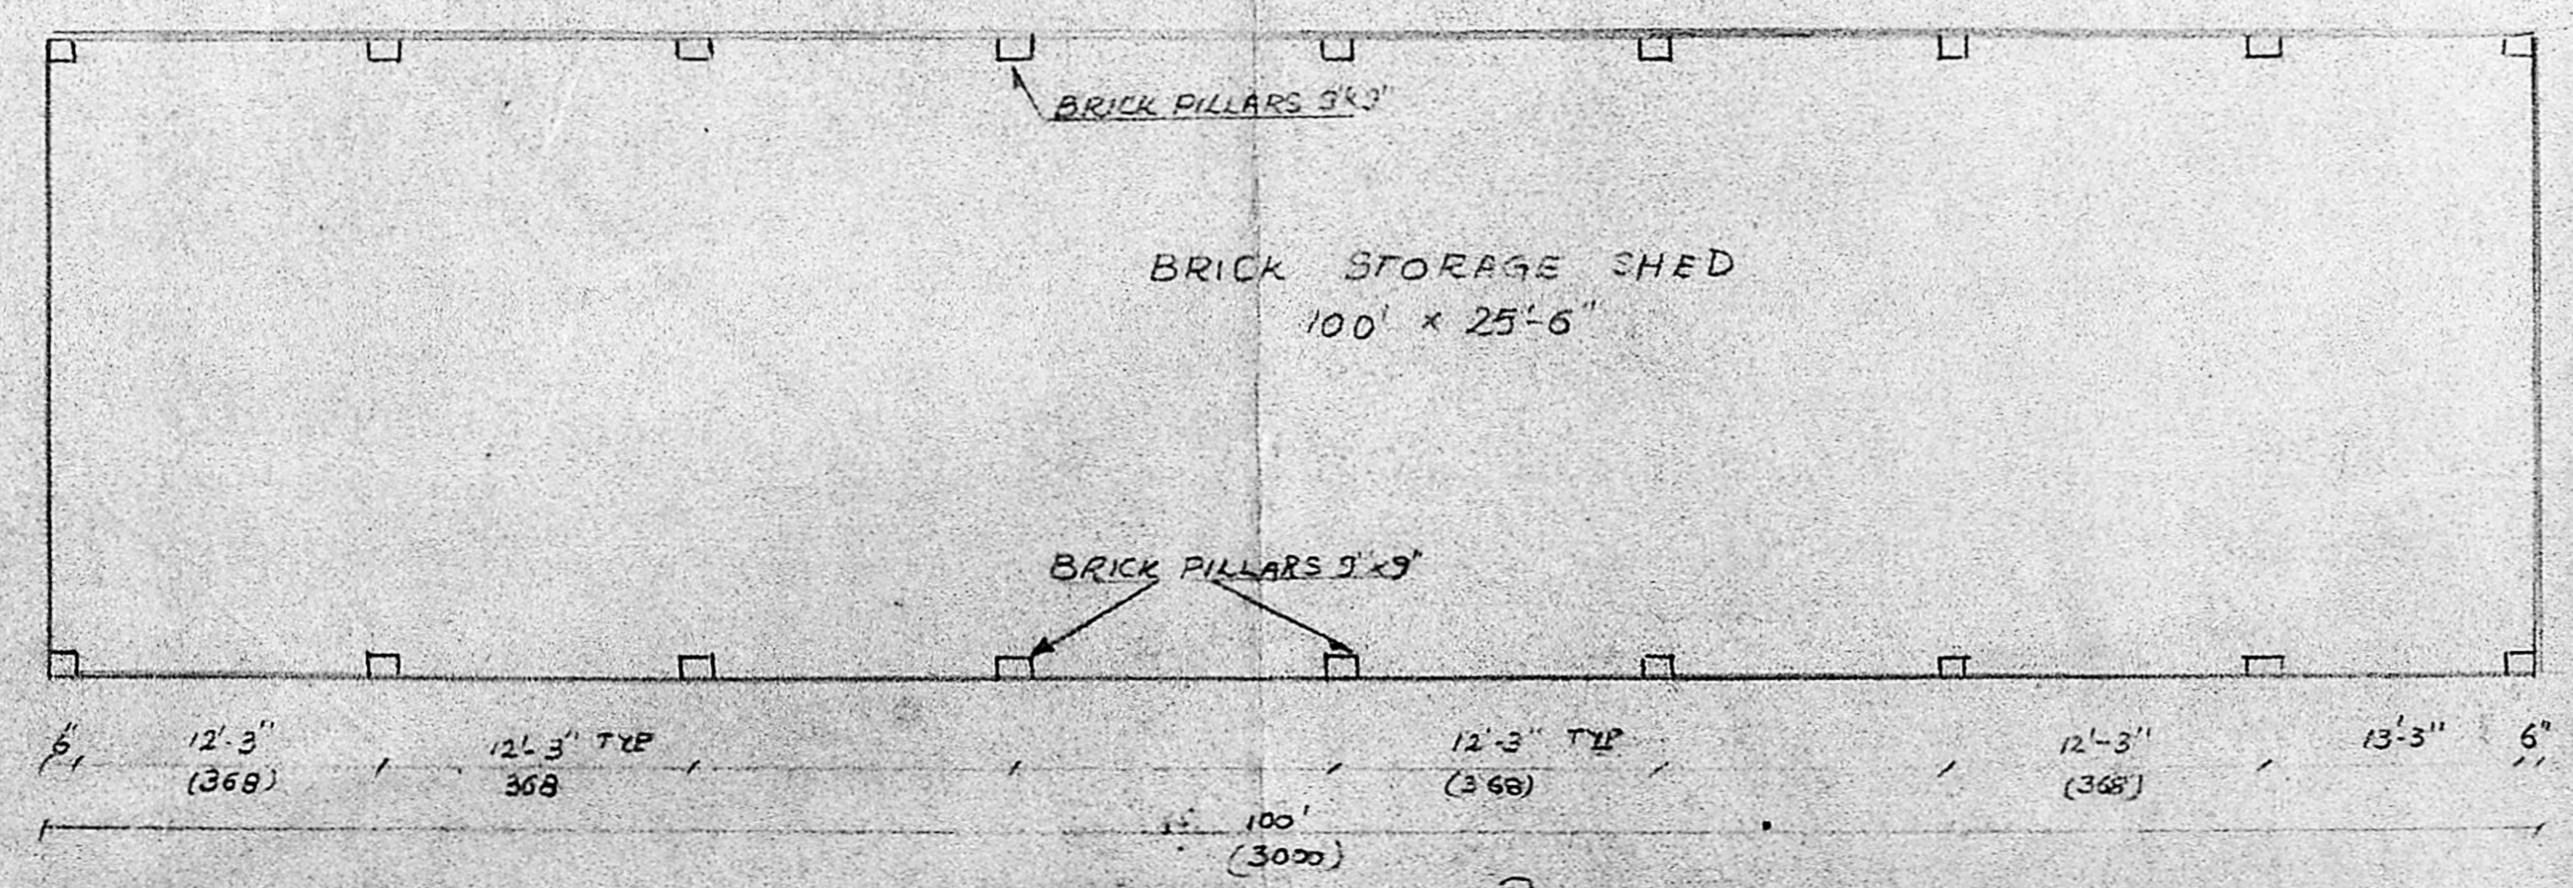 BRICK PILLARS 9"x9"
BRICK STORAGE SHED
100' x 25'-6"
BRICK PILLARS 9"x9"
6" 12'-3" 12'-3" TYP 12'-3" TYP 12'-3" 13'-3" 6"
(368) 368 (368) (368)
100'
(3000)